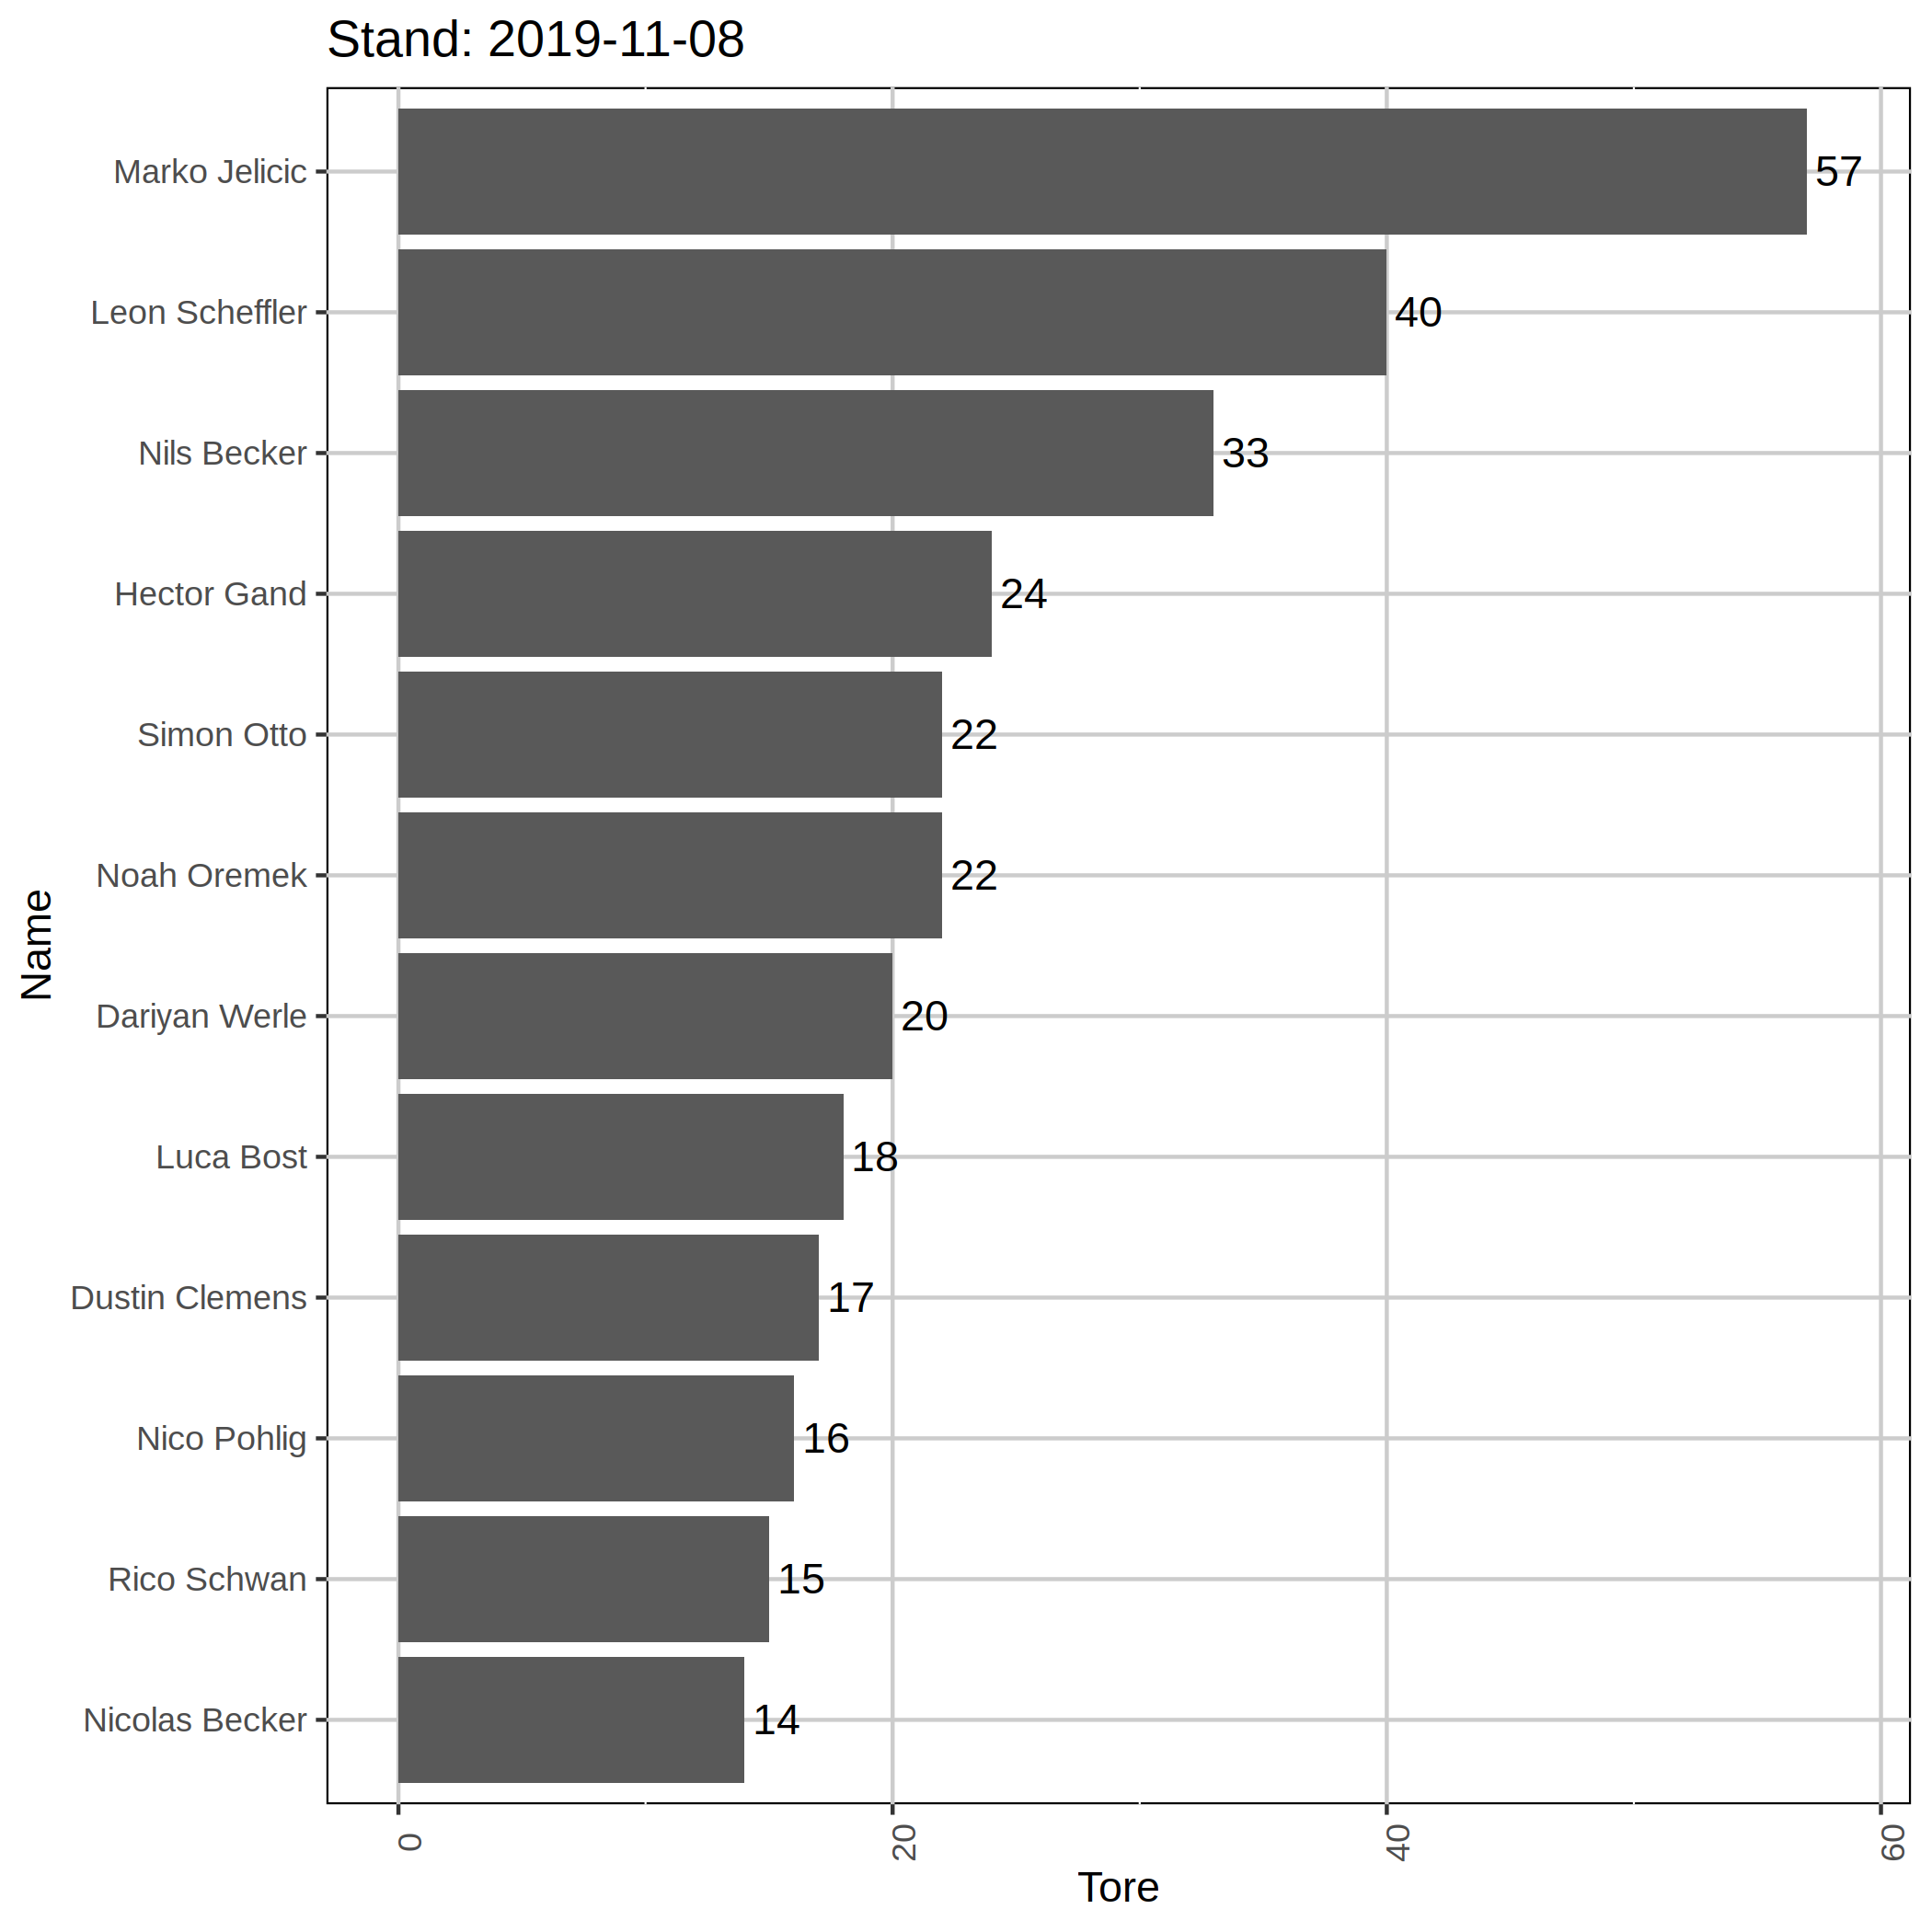 Stand: 2019-11-08
Marko Jelicic 57
Leon Scheffler 40
Nils Becker 33
Hector Gand 24
Simon Otto 22
Noah Oremek 22
Dariyan Werle 20
Luca Bost 18
Dustin Clemens 17
Nico Pohlig 16
Rico Schwan 15
Nicolas Becker 14
Name
0 20 40 60
Tore